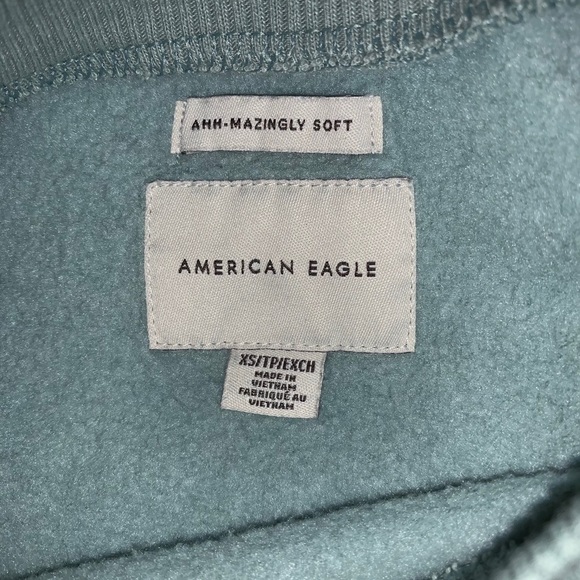 AHH-MAZINGLY SOFT
AMERICAN EAGLE
XS/TP/EXCH
MADE IN
VIETNAM
FABRIQUÉ AU
VIETNAM